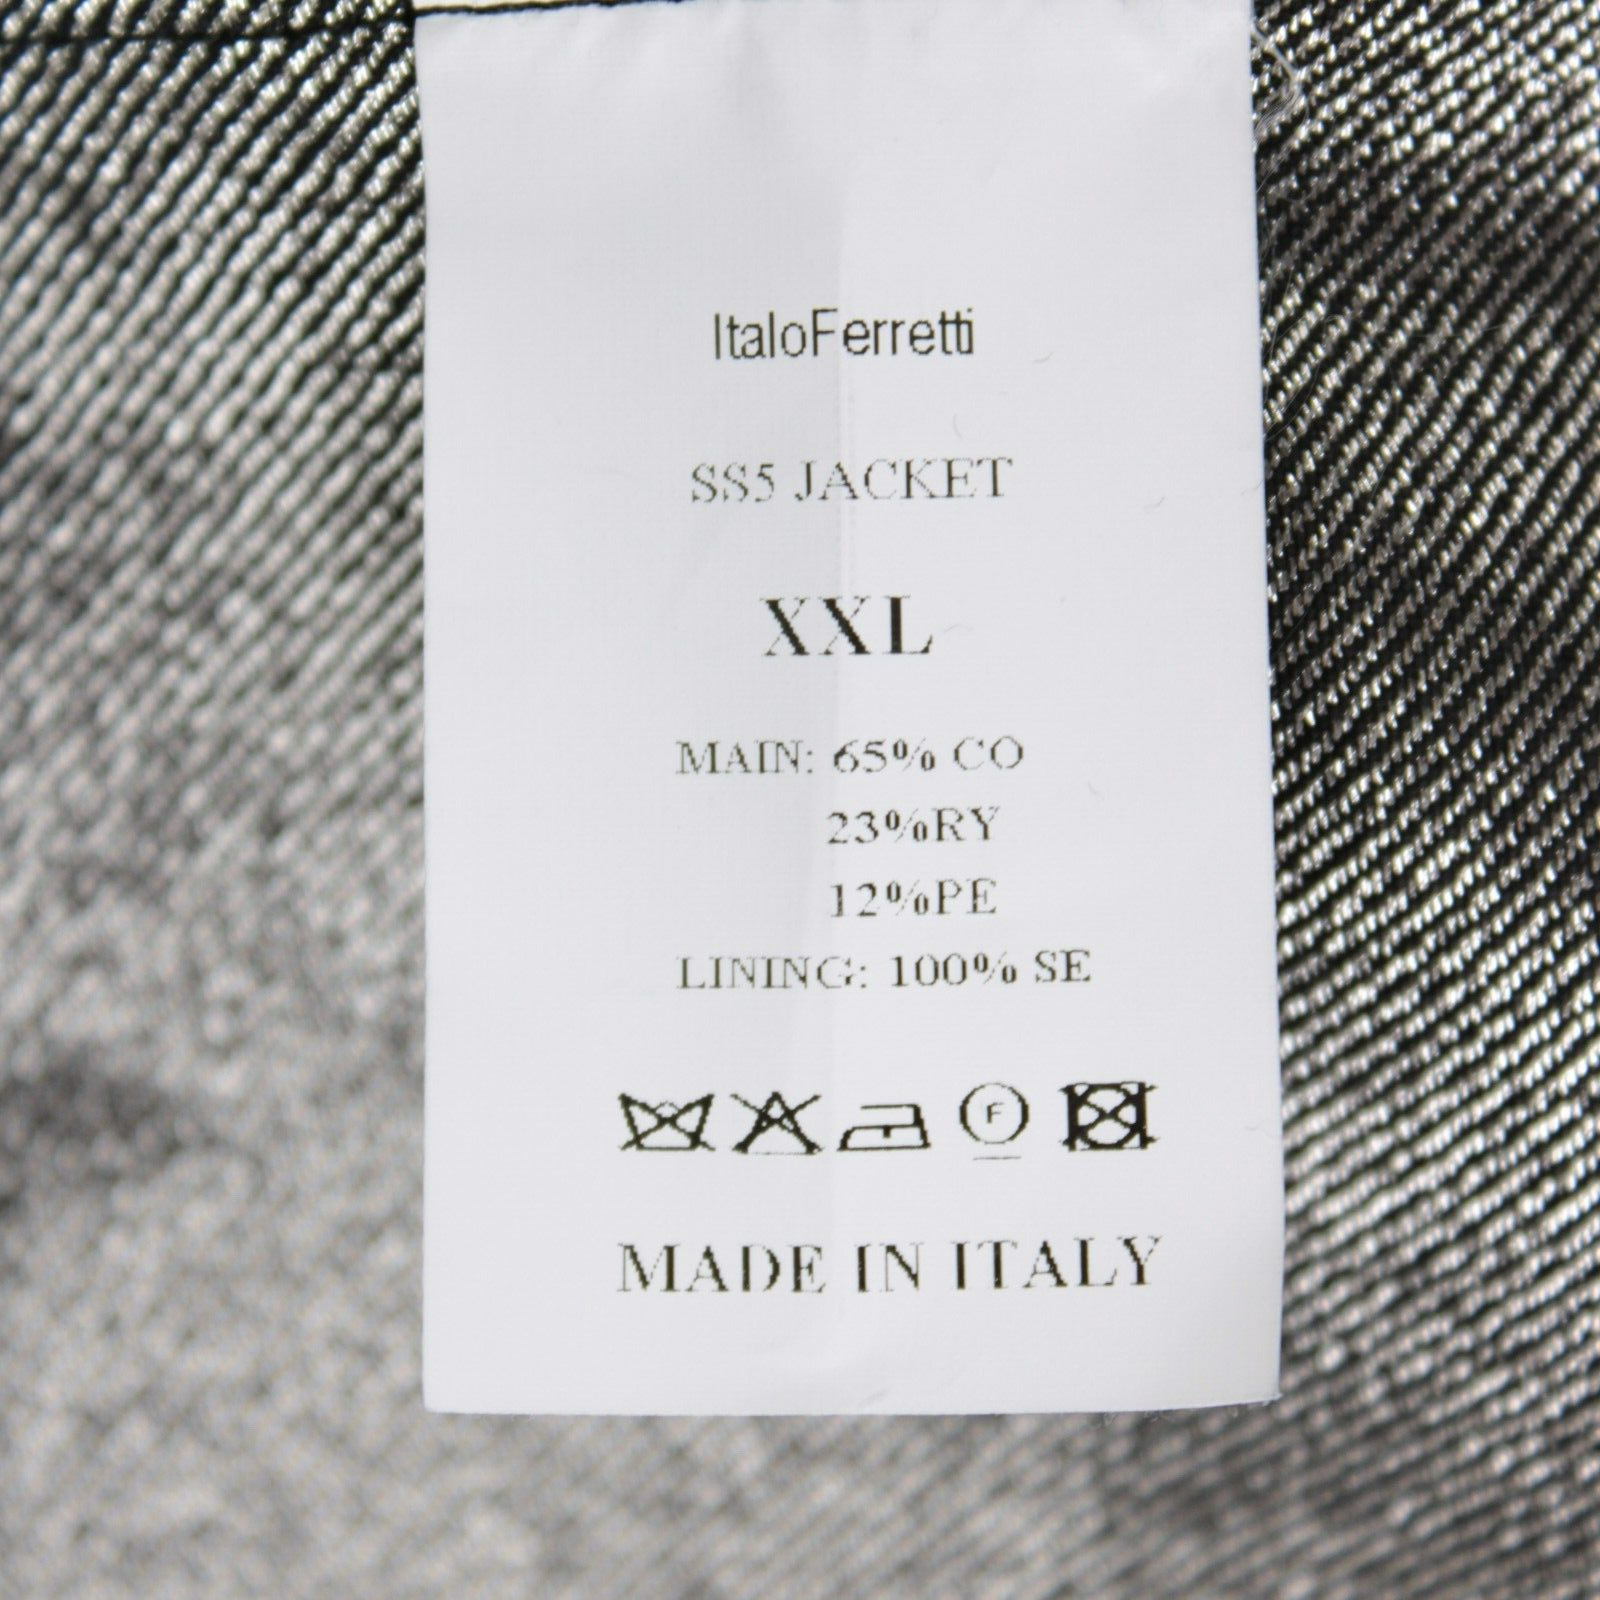 ItaloFerretti
SS5 JACKET
XXL
MAIN: 65% CO
23%RY
12%PE
LINING: 100% SE
F
MADE IN ITALY